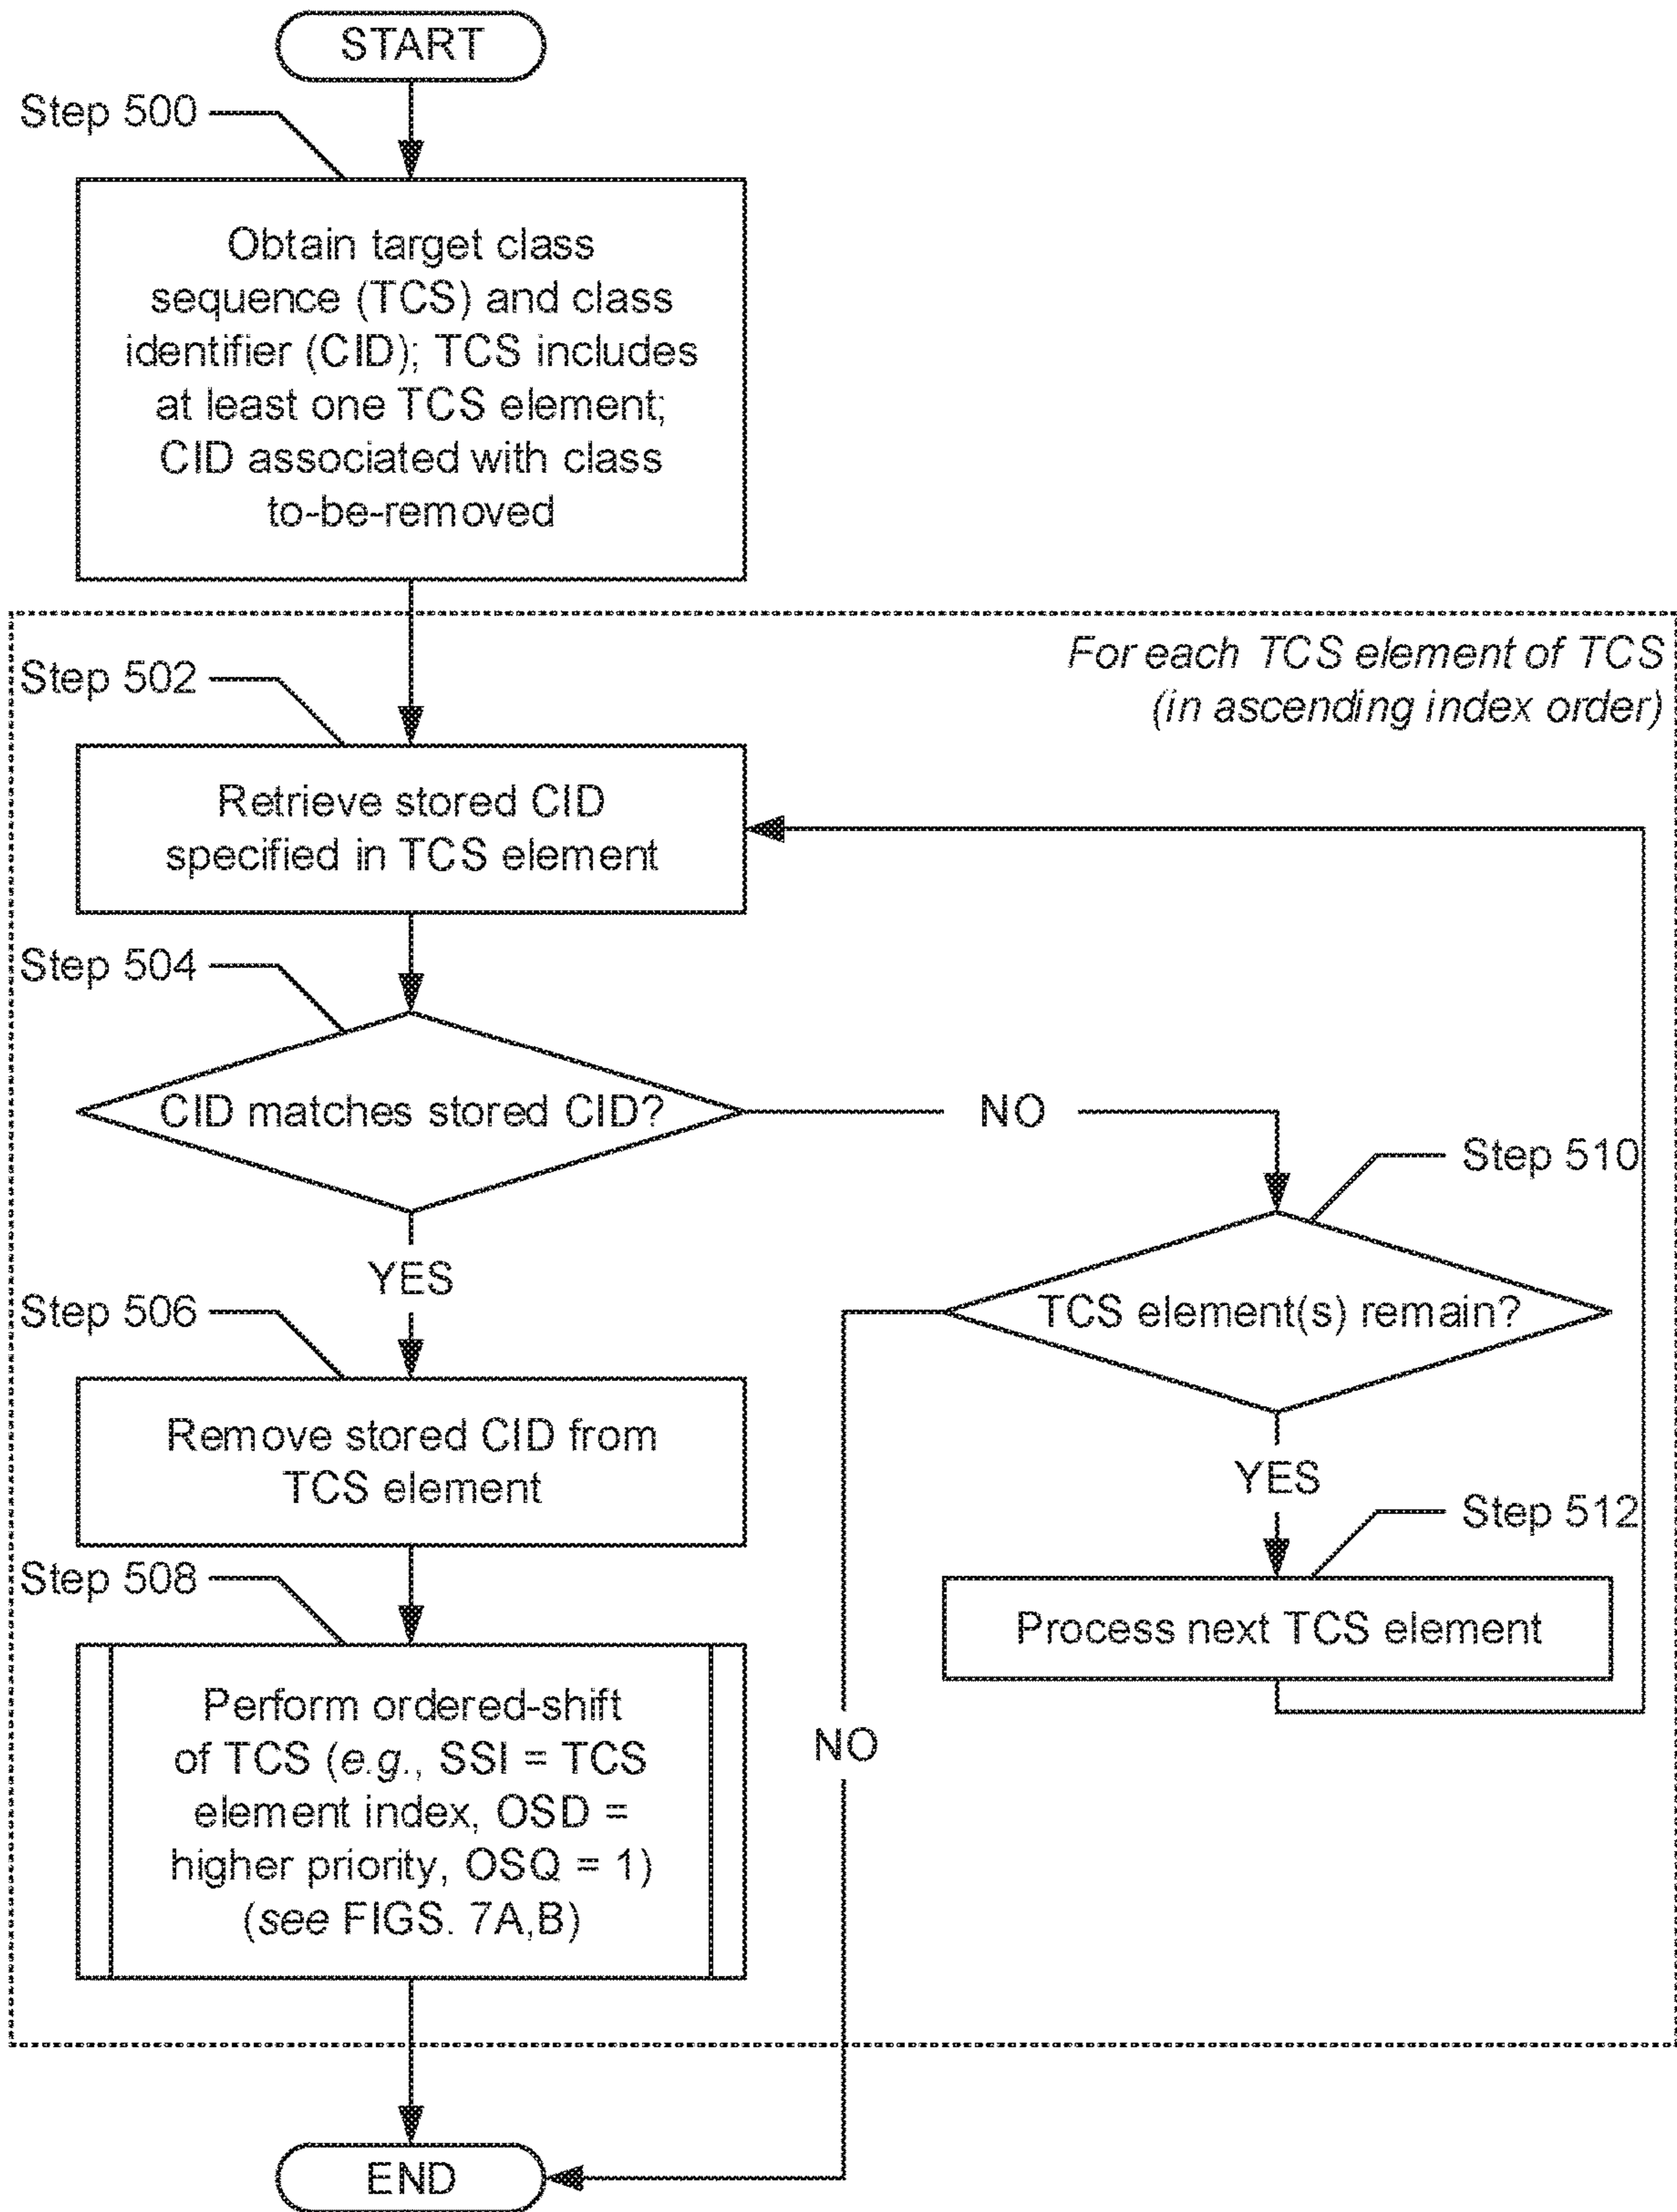 START
Step 500
Obtain target class
sequence (TCS) and class
identifier (CID); TCS includes
at least one TCS element;
CID associated with class
to-be-removed
For each TCS element of TCS
(in ascending index order)
Step 502
Retrieve stored CID
specified in TCS element
Step 504
CID matches stored CID?
NO
Step 510
YES
TCS element(s) remain?
Step 506
Remove stored CID from
TCS element
YES
Step 512
Process next TCS element
Step 508
Perform ordered-shift
of TCS (e.g., SSI = TCS
element index, OSD =
higher priority, OSQ = 1)
(see FIGS. 7A,B)
NO
END